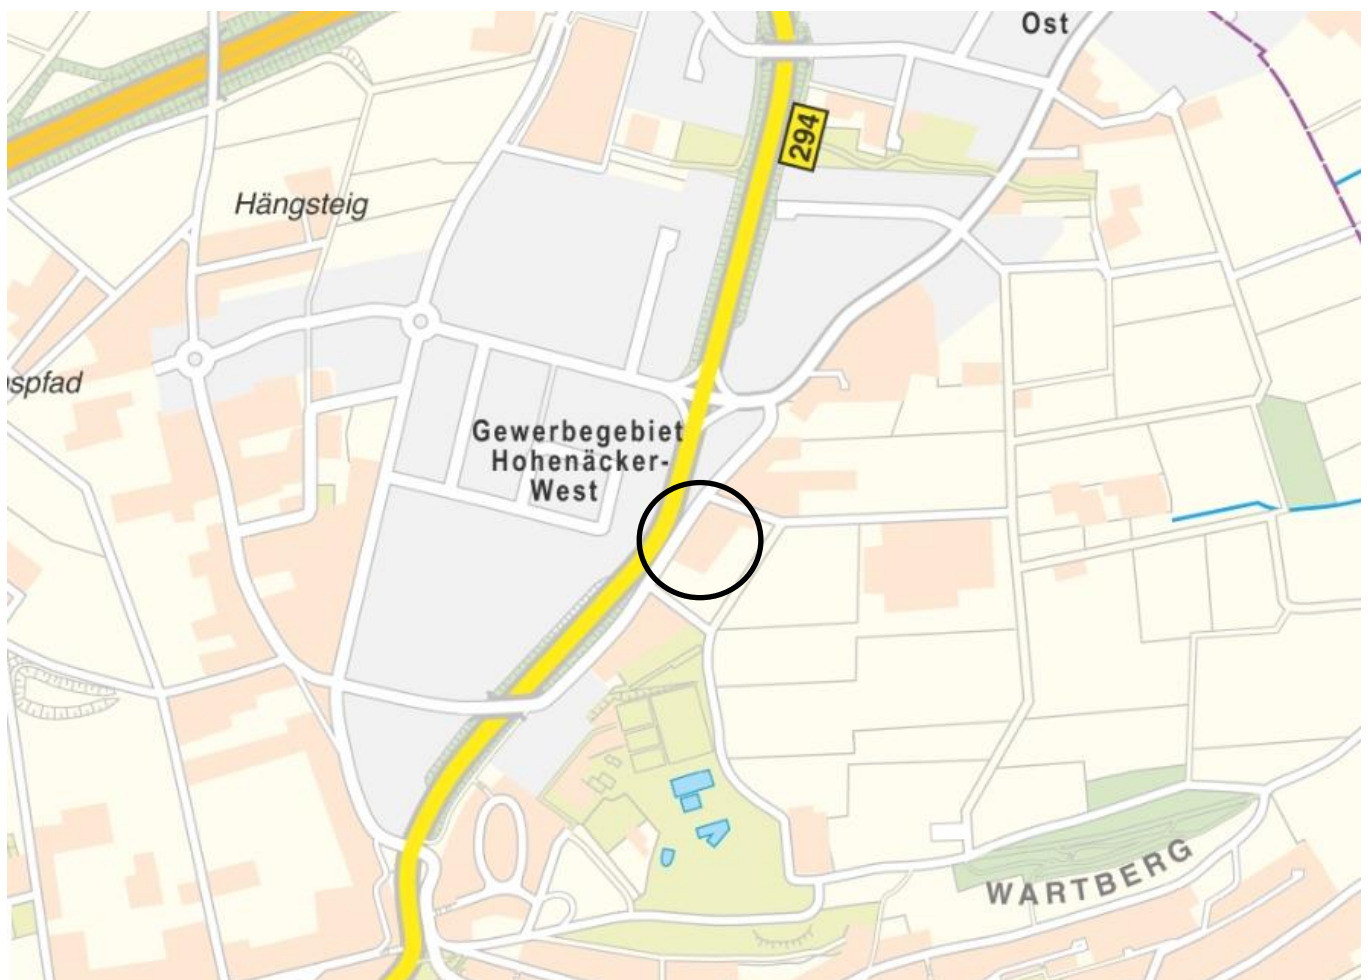 Ost
294
Hängsteig
spfad
Gewerbegebiet
Hohenäcker-
West
WARTBERG